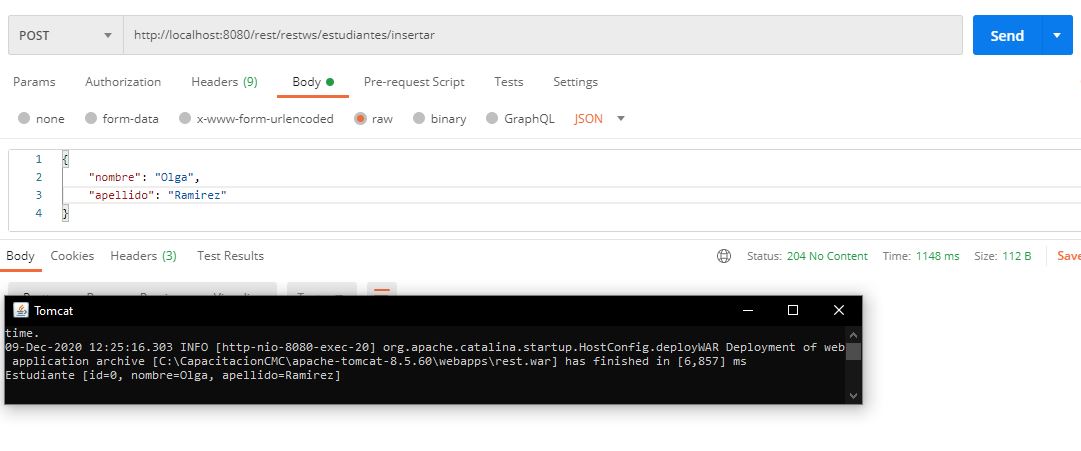 POST http://localhost:8080/rest/restws/estudiantes/insertar Send
Params Authorization Headers (9) Body Pre-request Script Tests Settings
none form-data x-www-form-urlencoded raw binary GraphQL JSON
1 {
2 "nombre": "Olga",
3 "apellido": "Ramirez"
4 }
Body Cookies Headers (3) Test Results Status: 204 No Content Time: 1148 ms Size: 112 B Save
Tomcat
time.
09-Dec-2020 12:25:16.303 INFO [http-nio-8080-exec-20] org.apache.catalina.startup.HostConfig.deployWAR Deployment of web
application archive [C:\CapacitacionCMC\apache-tomcat-8.5.60\webapps\rest.war] has finished in [6,857] ms
Estudiante [id=0, nombre=Olga, apellido=Ramirez]